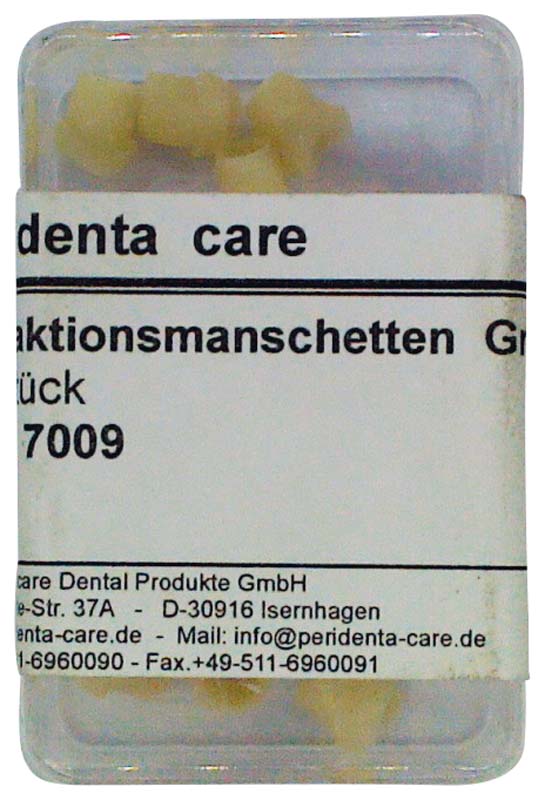 denta care
aktionsmanschetten Gr
tück
7009
care Dental Produkte GmbH
e-Str. 37A - D-30916 Isernhagen
enta-care.de - Mail: info@peridenta-care.de
1-6960090 - Fax.+49-511-6960091